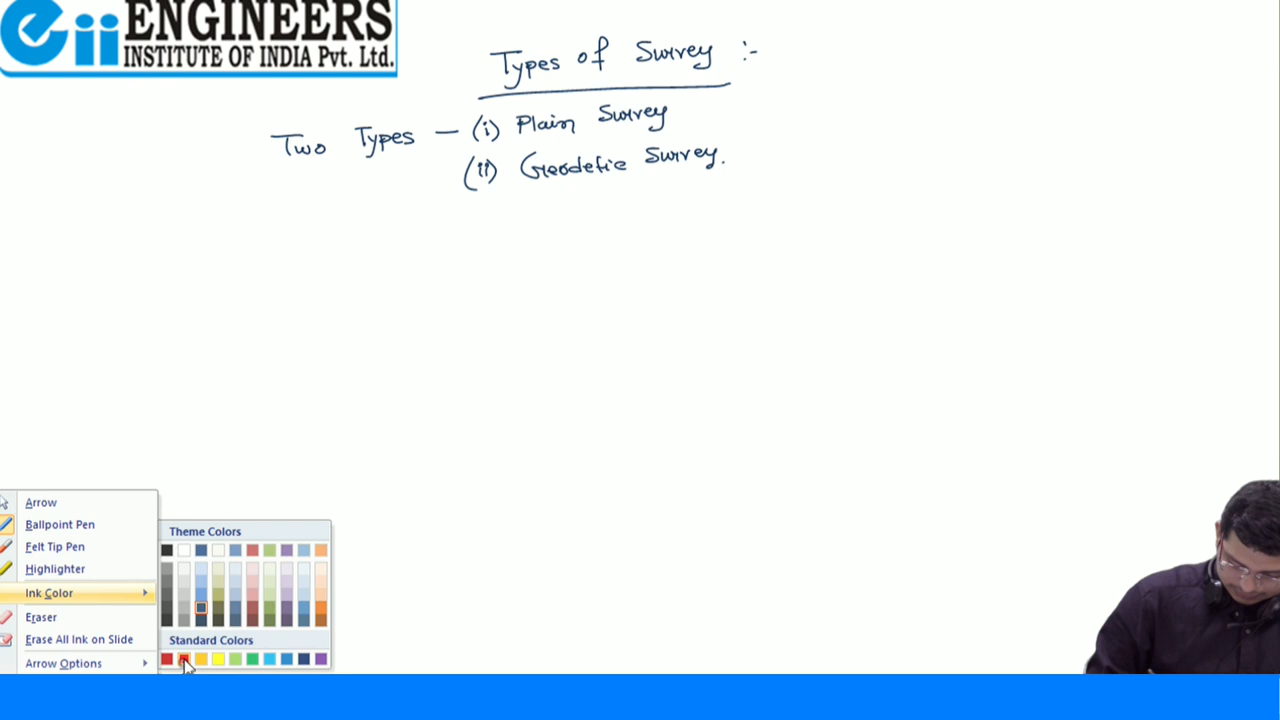 eii ENGINEERS
INSTITUTE OF INDIA Pvt. Ltd.
Types of Survey :-
Two Types — (i) Plain Survey
(ii) Geodetic Survey.
Arrow
Ballpoint Pen
Felt Tip Pen
Highlighter
Ink Color
Eraser
Erase All Ink on Slide
Arrow Options
Theme Colors
Standard Colors